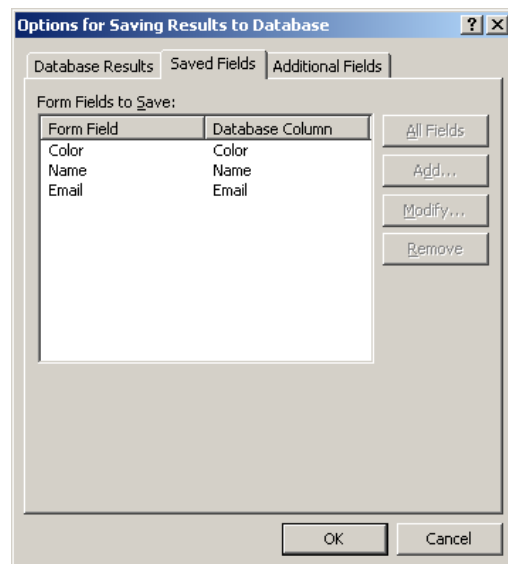 Options for Saving Results to Database
Database Results Saved Fields Additional Fields
Form Fields to Save:
Form Field Database Column
Color Color
Name Name
Email Email
All Fields
Add...
Modify...
Remove
OK Cancel